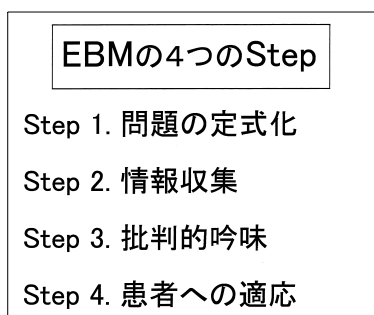 EBMの4つのStep
Step 1. 問題の定式化
Step 2. 情報収集
Step 3. 批判的吟味
Step 4. 患者への適応